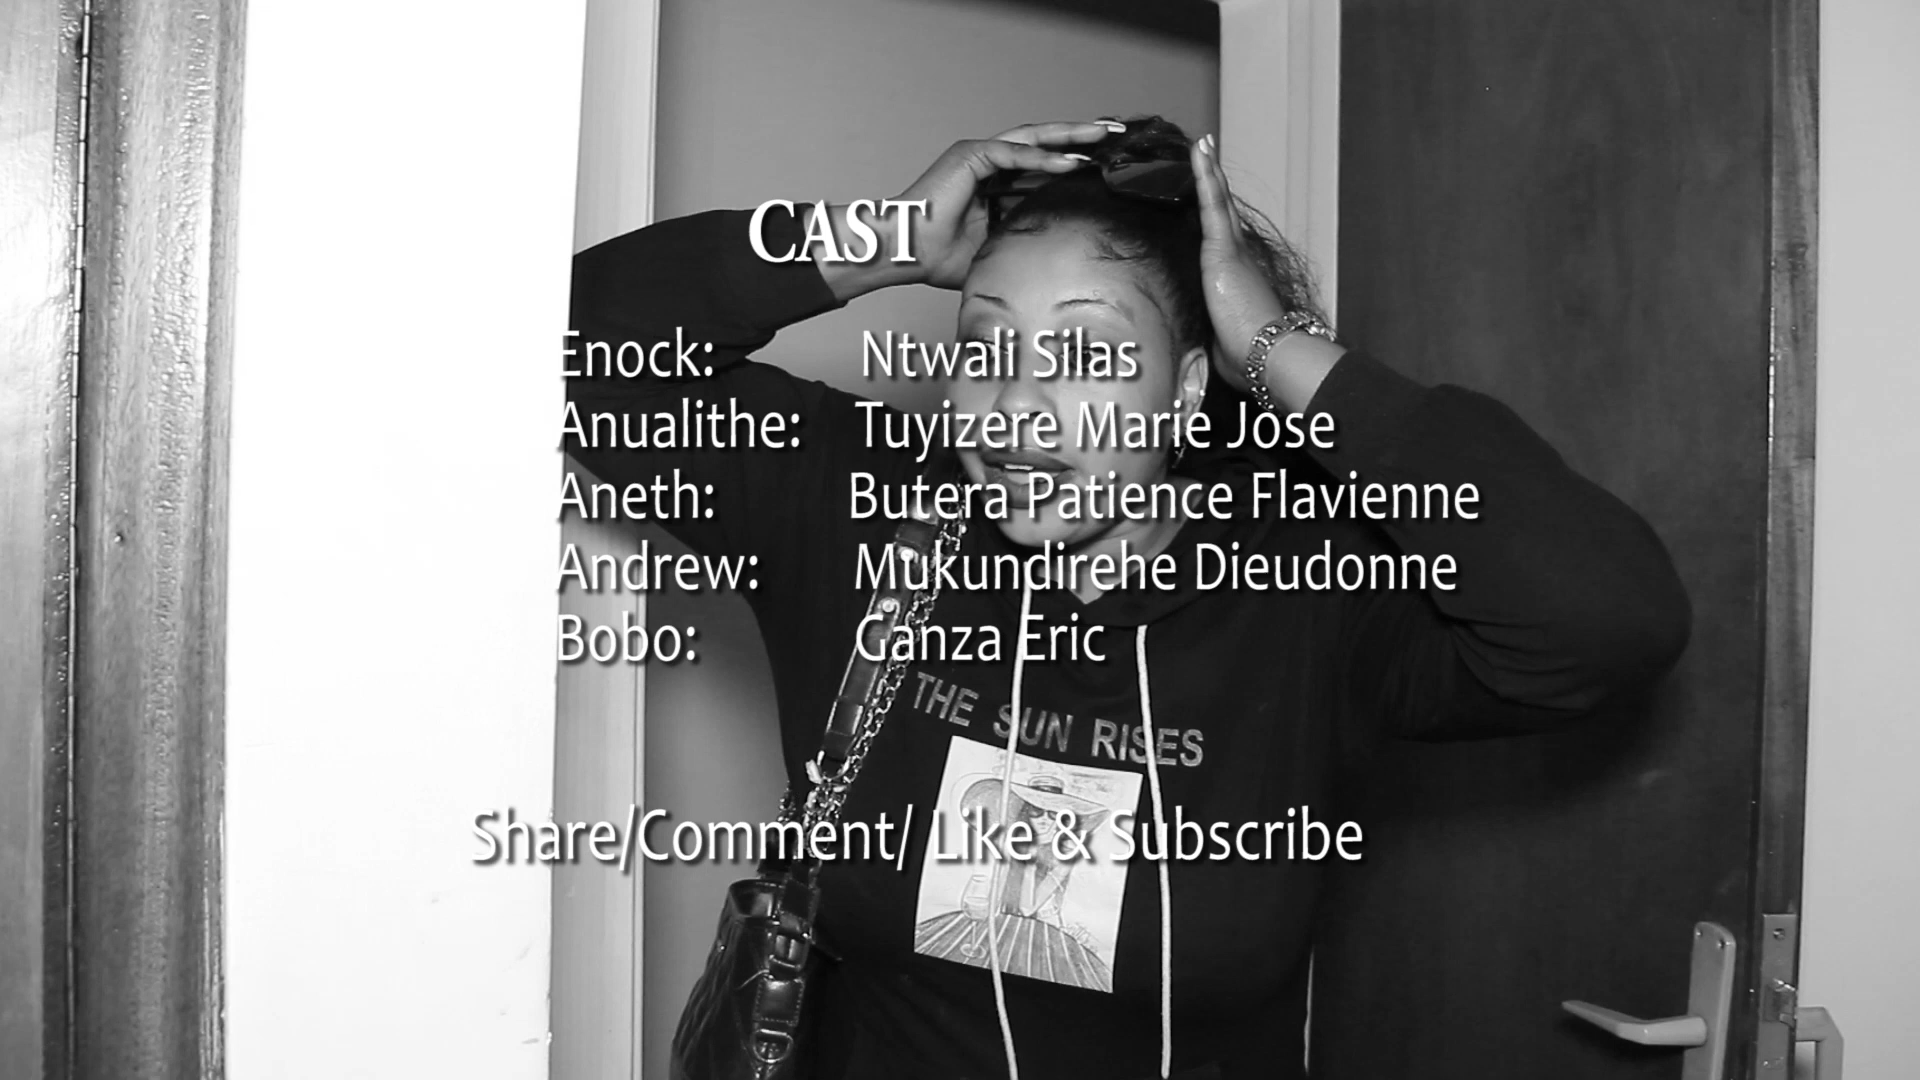 CAST
Enock: Ntwali Silas
Anualithe: Tuyizere Marie Jose
Aneth: Butera Patience Flavienne
Andrew: Mukundirehe Dieudonne
Bobo: Ganza Eric
THE SUN RISES
Share/Comment/ Like & Subscribe